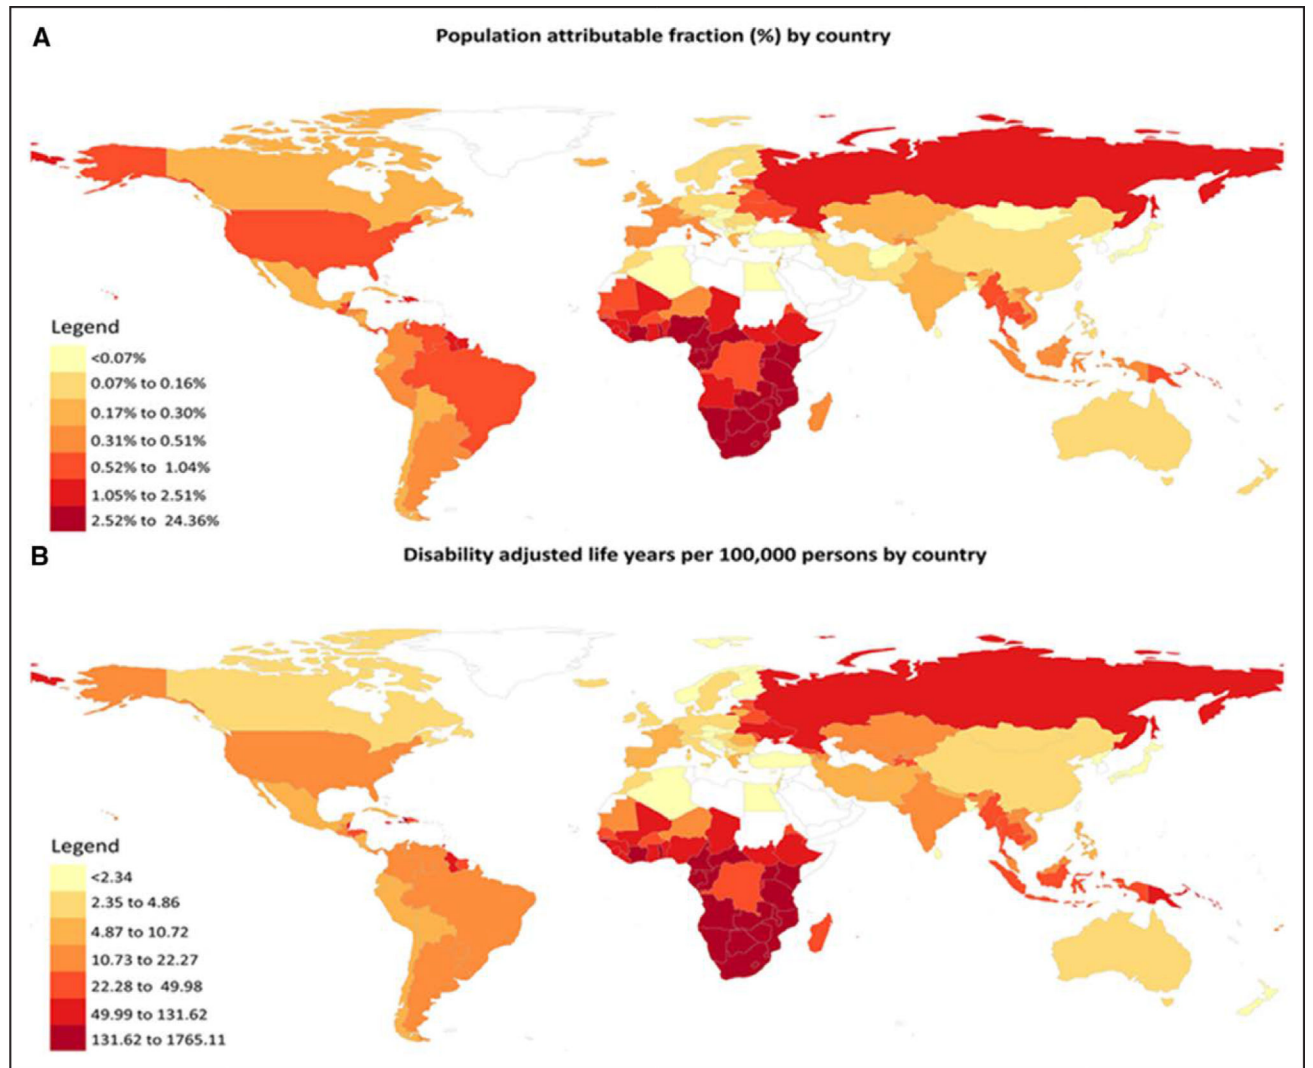 A
Population attributable fraction (%) by country
Legend
<0.07%
0.07% to 0.16%
0.17% to 0.30%
0.31% to 0.51%
0.52% to 1.04%
1.05% to 2.51%
2.52% to 24.36%
B
Disability adjusted life years per 100,000 persons by country
Legend
<2.34
2.35 to 4.86
4.87 to 10.72
10.73 to 22.27
22.28 to 49.98
49.99 to 131.62
131.62 to 1765.11